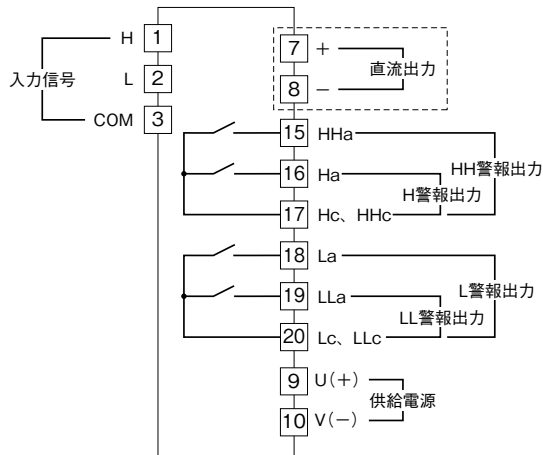 H 1
入力信号 L 2
COM 3
7 +
直流出力
8 −
15 HHa
HH警報出力
16 Ha
H警報出力
17 Hc、HHc
18 La
L警報出力
19 LLa
LL警報出力
20 Lc、LLc
9 U(+)
供給電源
10 V(−)